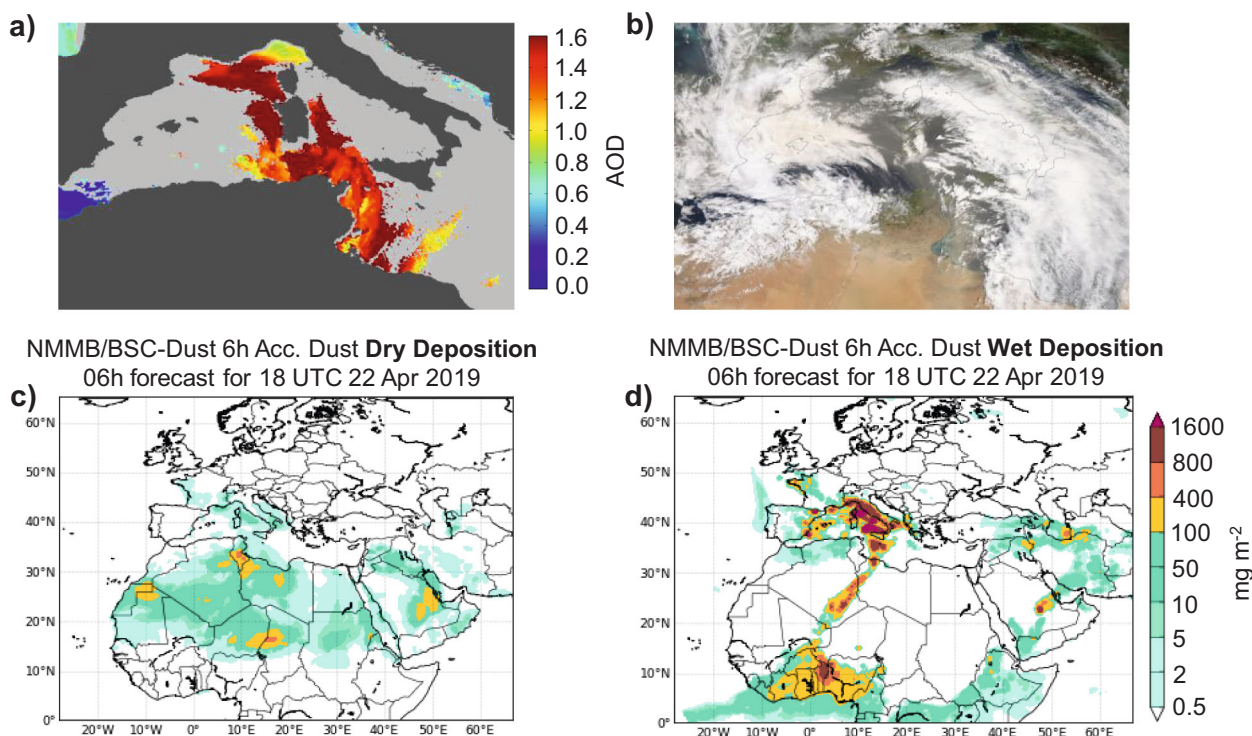 a)
1.6
1.4
1.2
1.0
0.8
0.6
0.4
0.2
0.0
AOD
b)
NMMB/BSC-Dust 6h Acc. Dust Dry Deposition
06h forecast for 18 UTC 22 Apr 2019
c)
60°N
50°N
40°N
30°N
20°N
10°N
0°
20°W 10°W 0° 10°E 20°E 30°E 40°E 50°E 60°E
NMMB/BSC-Dust 6h Acc. Dust Wet Deposition
06h forecast for 18 UTC 22 Apr 2019
d)
60°N
50°N
40°N
30°N
20°N
10°N
0°
20°W 10°W 0° 10°E 20°E 30°E 40°E 50°E 60°E
1600
800
400
100
50
10
5
2
0.5
mg m-2